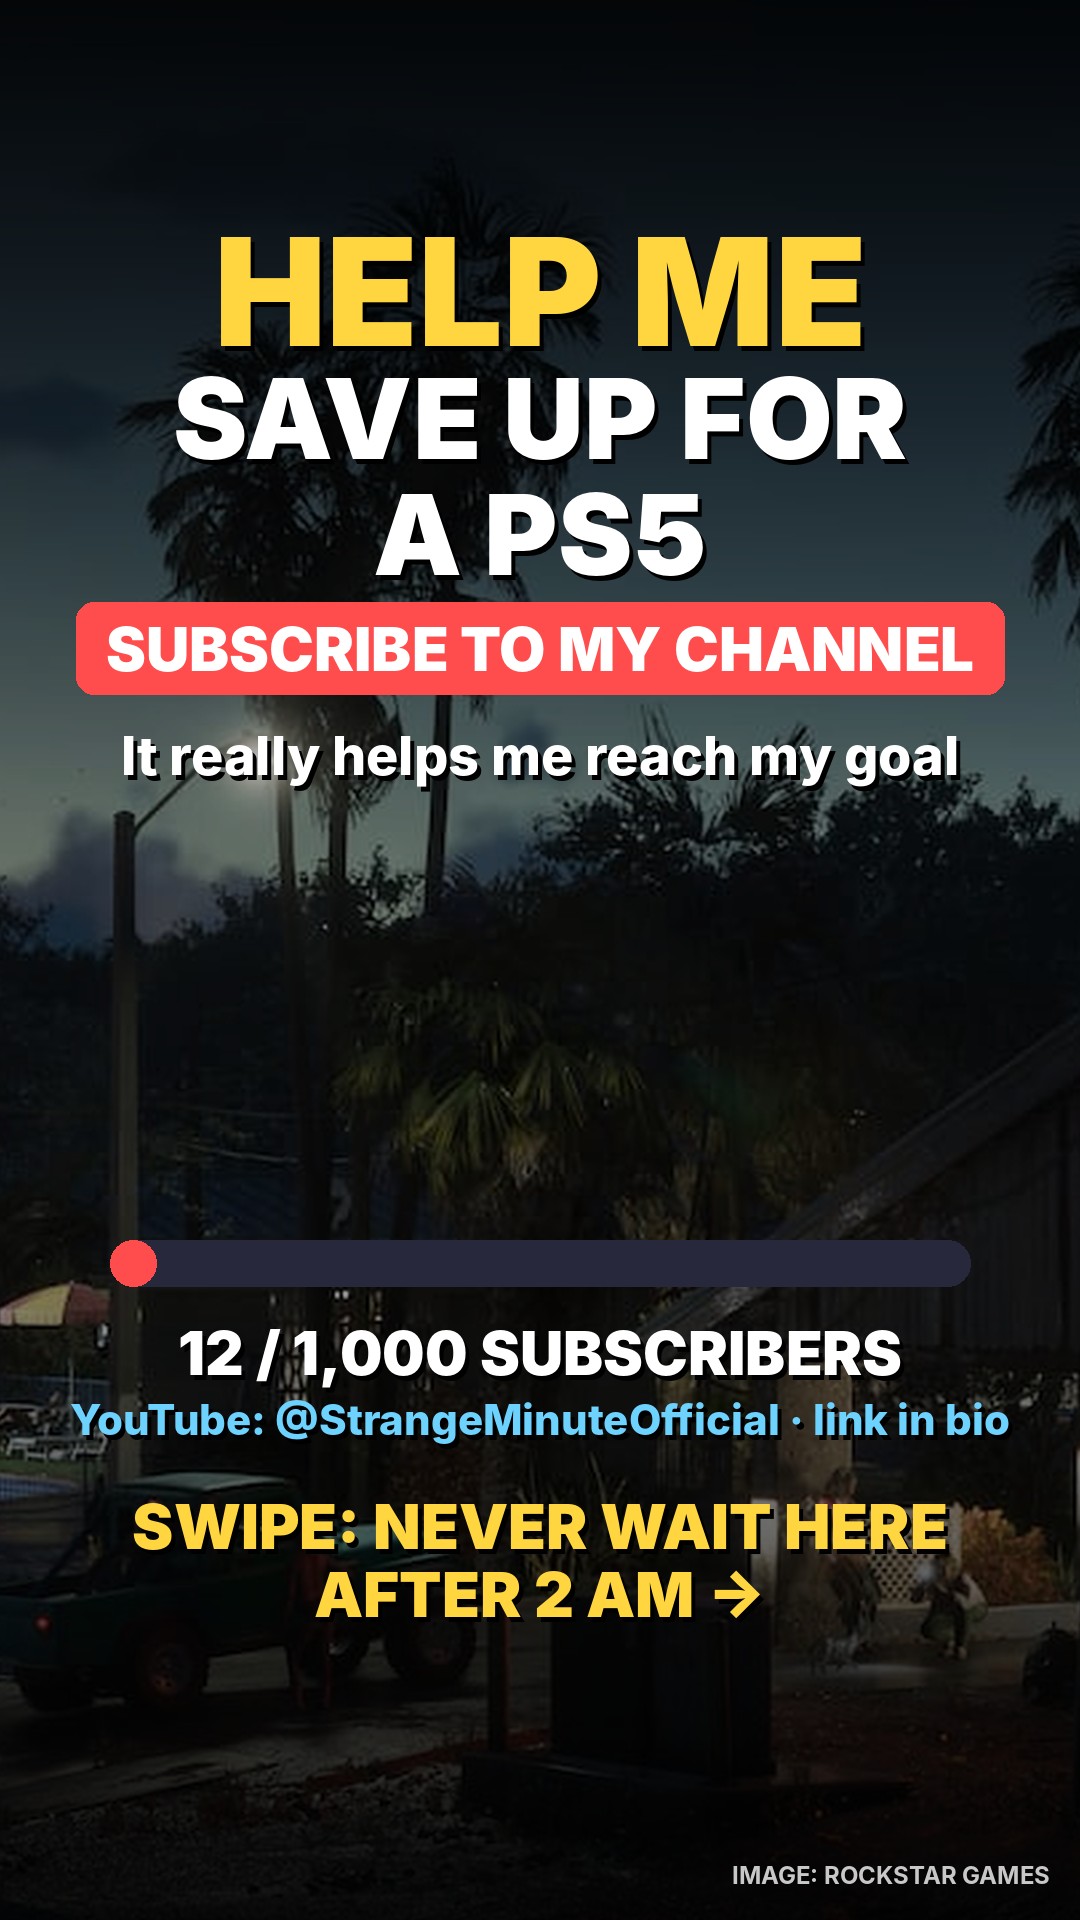 HELP ME
SAVE UP FOR
A PS5
SUBSCRIBE TO MY CHANNEL
It really helps me reach my goal
12 / 1,000 SUBSCRIBERS
YouTube: @StrangeMinuteOfficial · link in bio
SWIPE: NEVER WAIT HERE
AFTER 2 AM →
IMAGE: ROCKSTAR GAMES